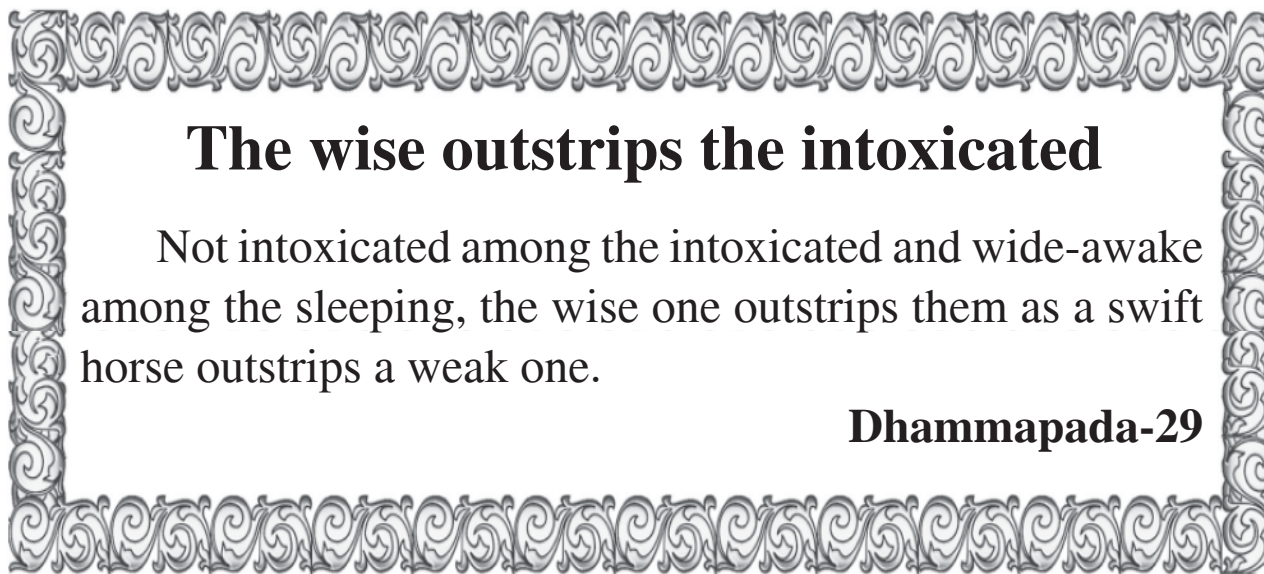 The wise outstrips the intoxicated
Not intoxicated among the intoxicated and wide-awake
among the sleeping, the wise one outstrips them as a swift
horse outstrips a weak one.
Dhammapada-29